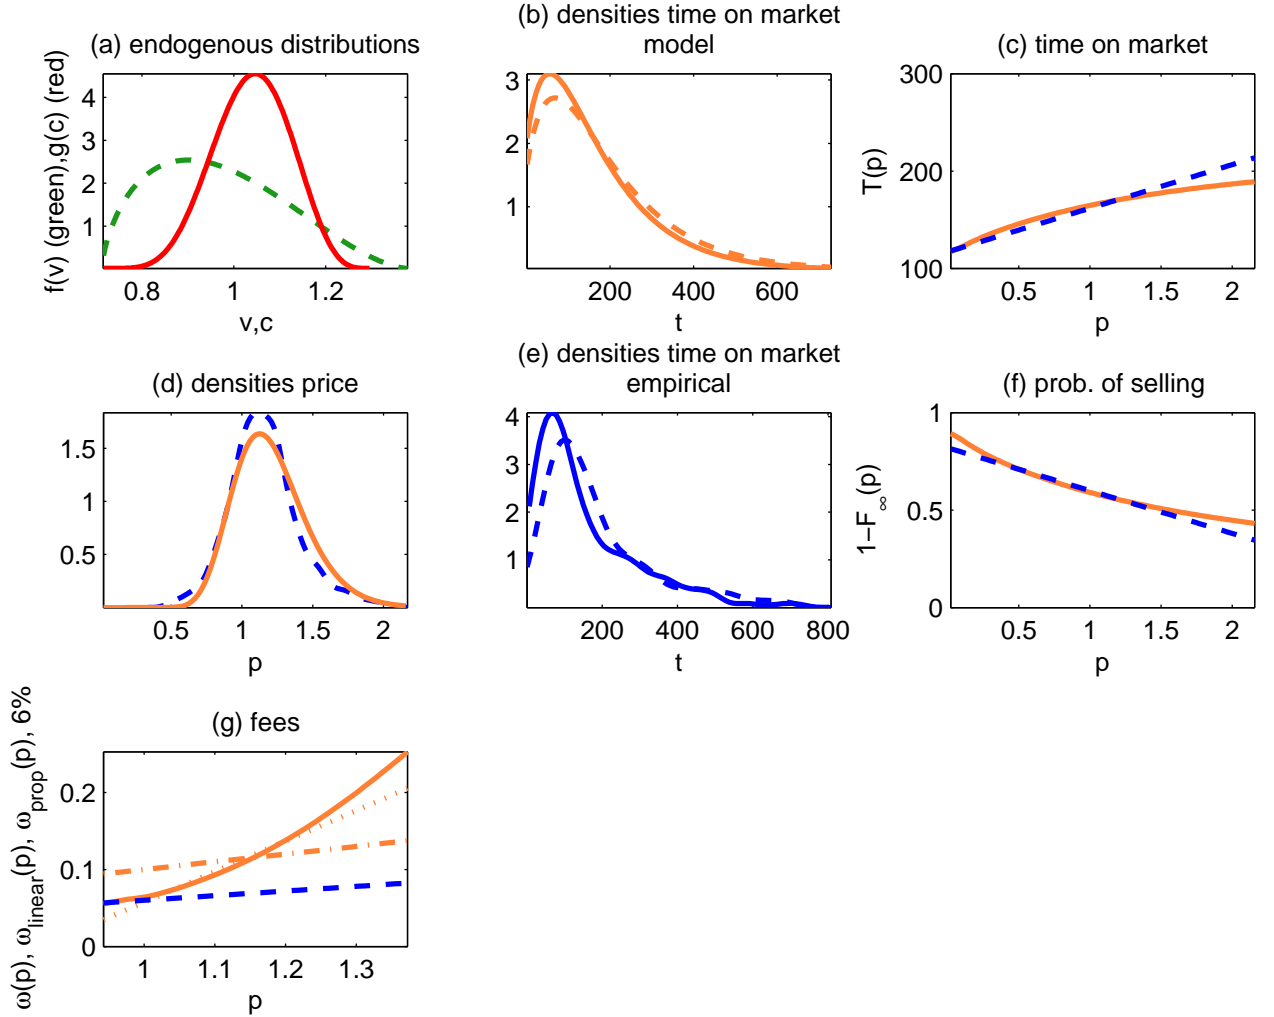 (a) endogenous distributions
f(v) (green),g(c) (red)
4
3
2
1
0.8
1
1.2
v,c
(b) densities time on market
model
3
2
1
200
400
600
t
(c) time on market
T(p)
300
200
100
0.5
1
1.5
2
p
(d) densities price
1.5
1
0.5
0.5
1
1.5
2
p
(e) densities time on market
empirical
4
3
2
1
200
400
600
800
t
(f) prob. of selling
1−F∞(p)
1
0.5
0
0.5
1
1.5
2
p
(g) fees
ω(p), ωlinear(p), ωprop(p), 6%
0.2
0.1
0
1
1.1
1.2
1.3
p